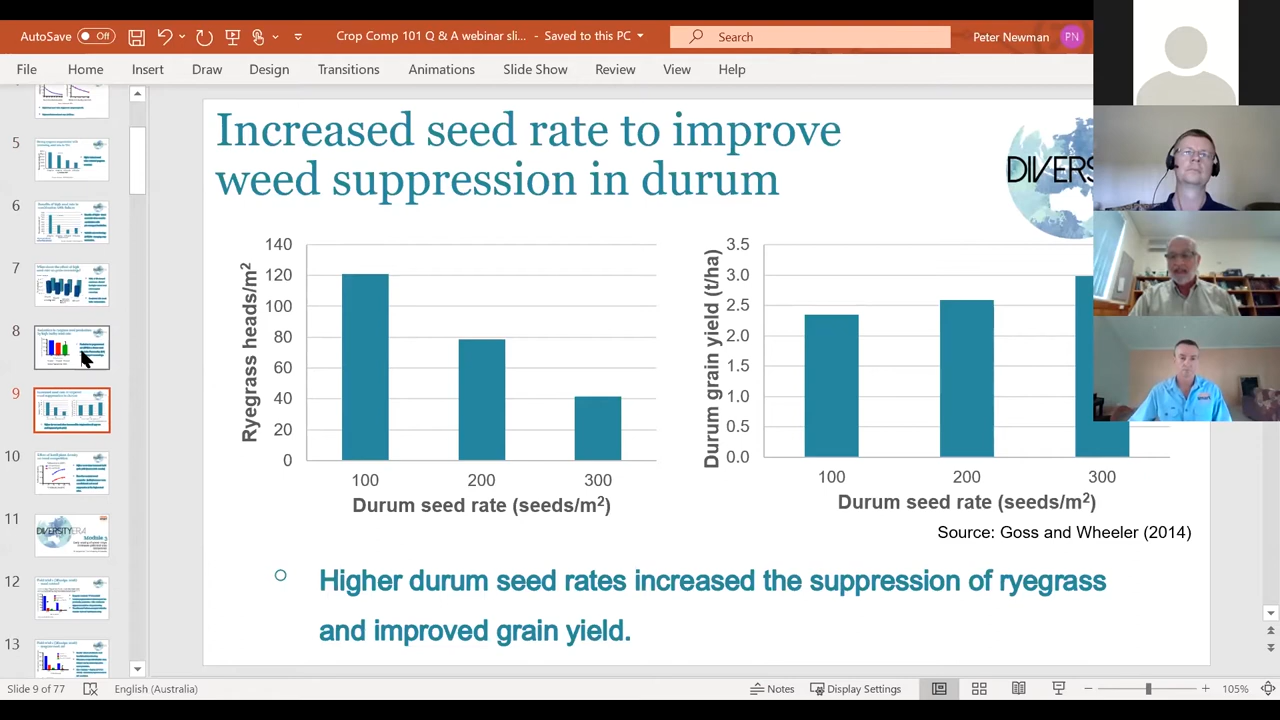 AutoSave Off Crop Comp 101 Q & A webinar sli... - Saved to this PC Search Peter Newman PN
File Home Insert Draw Design Transitions Animations Slide Show Review View Help
5
6
7
8
9
10
11
12
13
Increased seed rate to improve
weed suppression in durum
DIVERS
140
120
100
80
60
40
20
0
Ryegrass heads/m2
100 200 300
Durum seed rate (seeds/m2)
3.5
3.0
2.5
2.0
1.5
1.0
0.5
0.0
Durum grain yield (t/ha)
100 200 300
Durum seed rate (seeds/m2)
Source: Goss and Wheeler (2014)
Higher durum seed rates increased the suppression of ryegrass
and improved grain yield.
Slide 9 of 77 English (Australia) Notes Display Settings 105%